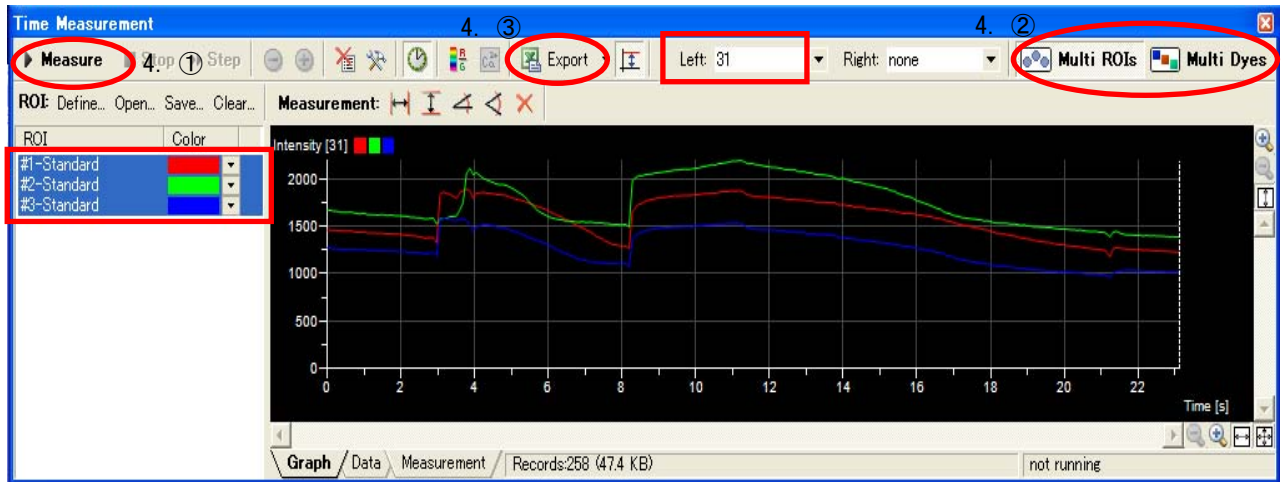 Time Measurement
4. ③
4. ②
Measure Stop Step Export Left: 31 Right: none Multi ROIs Multi Dyes
4. ①
ROI: Define... Open... Save... Clear... Measurement:
ROI Color
#1-Standard
#2-Standard
#3-Standard
Intensity [31]
2000
1500
1000
500
0
0 2 4 6 8 10 12 14 16 18 20 22
Time [s]
Graph Data Measurement Records:258 (47.4 KB) not running